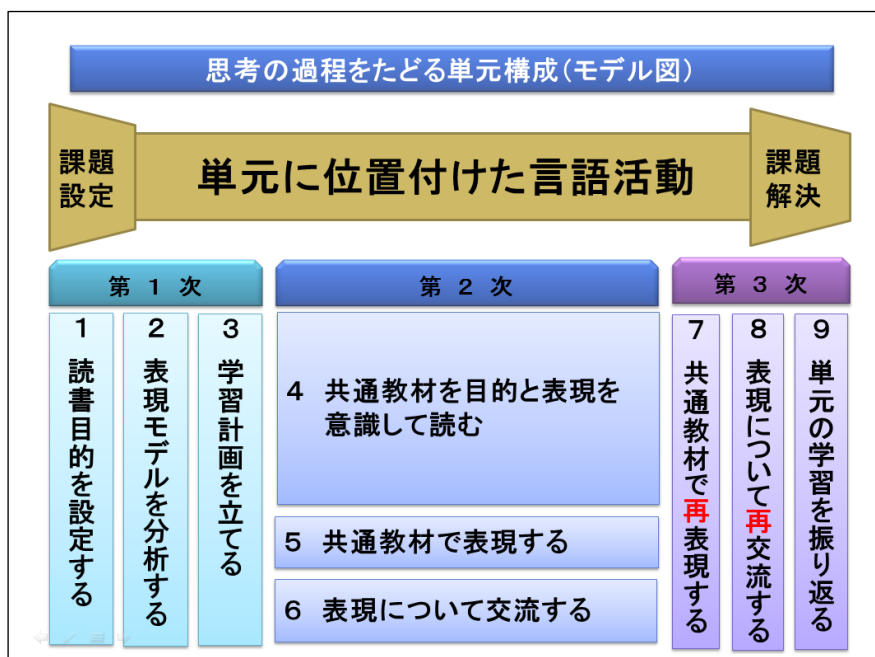 思考の過程をたどる単元構成(モデル図)
課題
設定
単元に位置付けた言語活動
課題
解決
第 1 次
第 2 次
第 3 次
1 読書目的を設定する
2 表現モデルを分析する
3 学習計画を立てる
4 共通教材を目的と表現を
意識して読む
5 共通教材で表現する
6 表現について交流する
7 共通教材で再表現する
8 表現について再交流する
9 単元の学習を振り返る